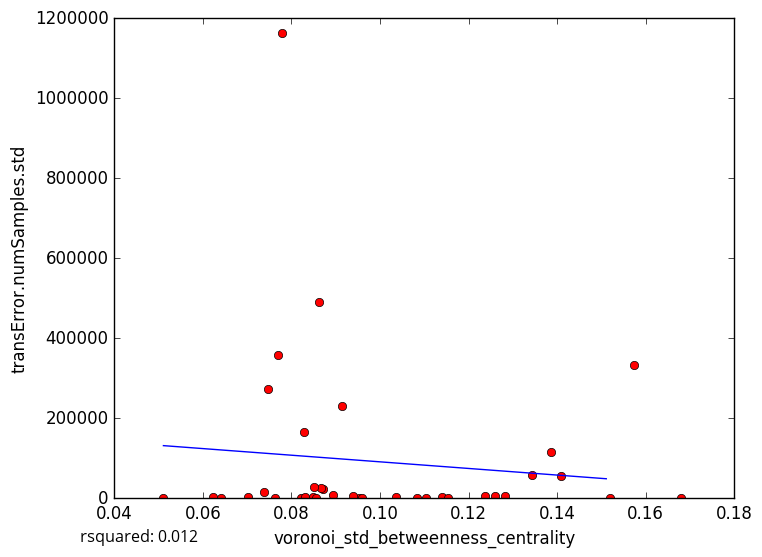 1200000
1000000
800000
600000
400000
200000
0
transError.numSamples.std
0.04 0.06 0.08 0.10 0.12 0.14 0.16 0.18
voronoi_std_betweenness_centrality
rsquared: 0.012